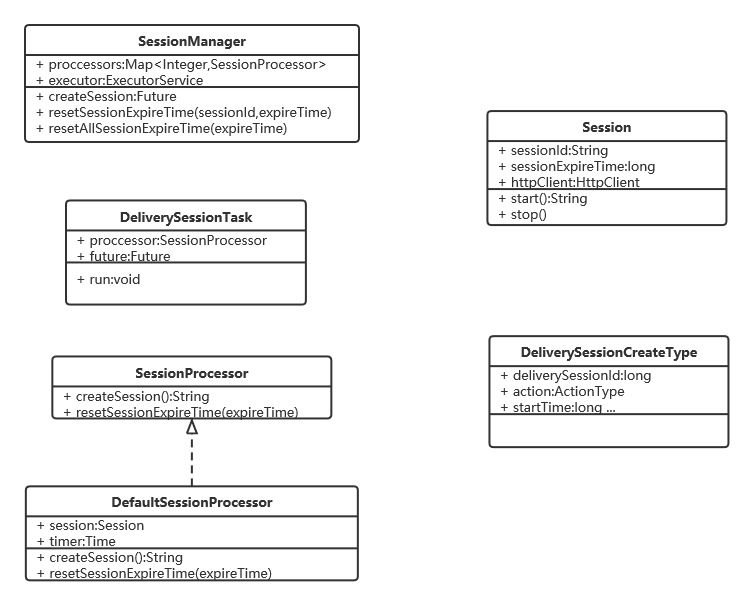 SessionManager
+ proccessors:Map<Integer,SessionProcessor>
+ executor:ExecutorService
+ createSession:Future
+ resetSessionExpireTime(sessionId,expireTime)
+ resetAllSessionExpireTime(expireTime)
Session
+ sessionId:String
+ sessionExpireTime:long
+ httpClient:HttpClient
+ start():String
+ stop()
DeliverySessionTask
+ proccessor:SessionProcessor
+ future:Future
+ run:void
DeliverySessionCreateType
+ deliverySessionId:long
+ action:ActionType
+ startTime:long ...
SessionProcessor
+ createSession():String
+ resetSessionExpireTime(expireTime)
DefaultSessionProcessor
+ session:Session
+ timer:Time
+ createSession():String
+ resetSessionExpireTime(expireTime)